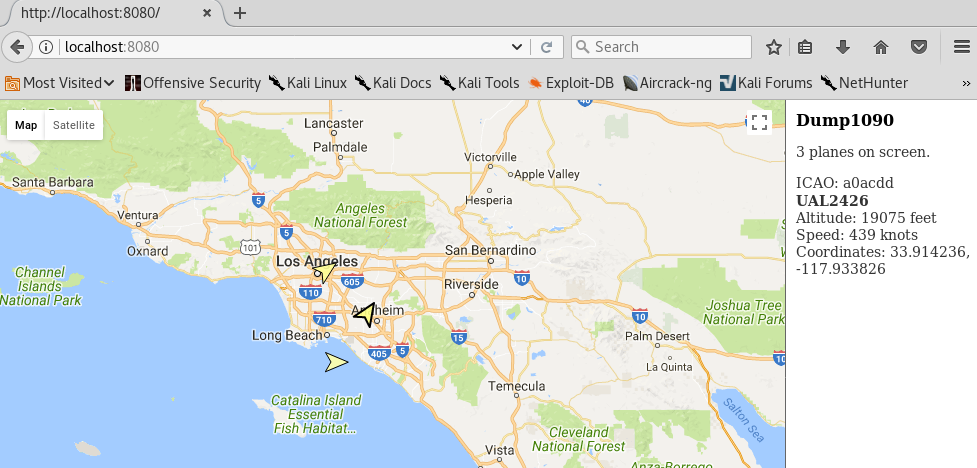 http://localhost:8080/
localhost:8080
Search
Most Visited
Offensive Security
Kali Linux
Kali Docs
Kali Tools
Exploit-DB
Aircrack-ng
Kali Forums
NetHunter
»
Map
Satellite
Lancaster
Palmdale
Victorville
Apple Valley
Hesperia
Santa Barbara
5
Angeles
National Forest
Ventura
Oxnard
5
101
San Bernardino
Los Angeles
Channel
Islands
National Park
605
10
110
Riverside
Joshua Tree
National Park
710
Anaheim
10
Long Beach
15
Palm Desert
405
5
10
La Quinta
Temecula
Catalina Island
Essential
Fish Habitat...
Salton Sea
Cleveland
National Forest
Vista
Anza-Borrego
Dump1090
3 planes on screen.
ICAO: a0acdd
UAL2426
Altitude: 19075 feet
Speed: 439 knots
Coordinates: 33.914236,
-117.933826